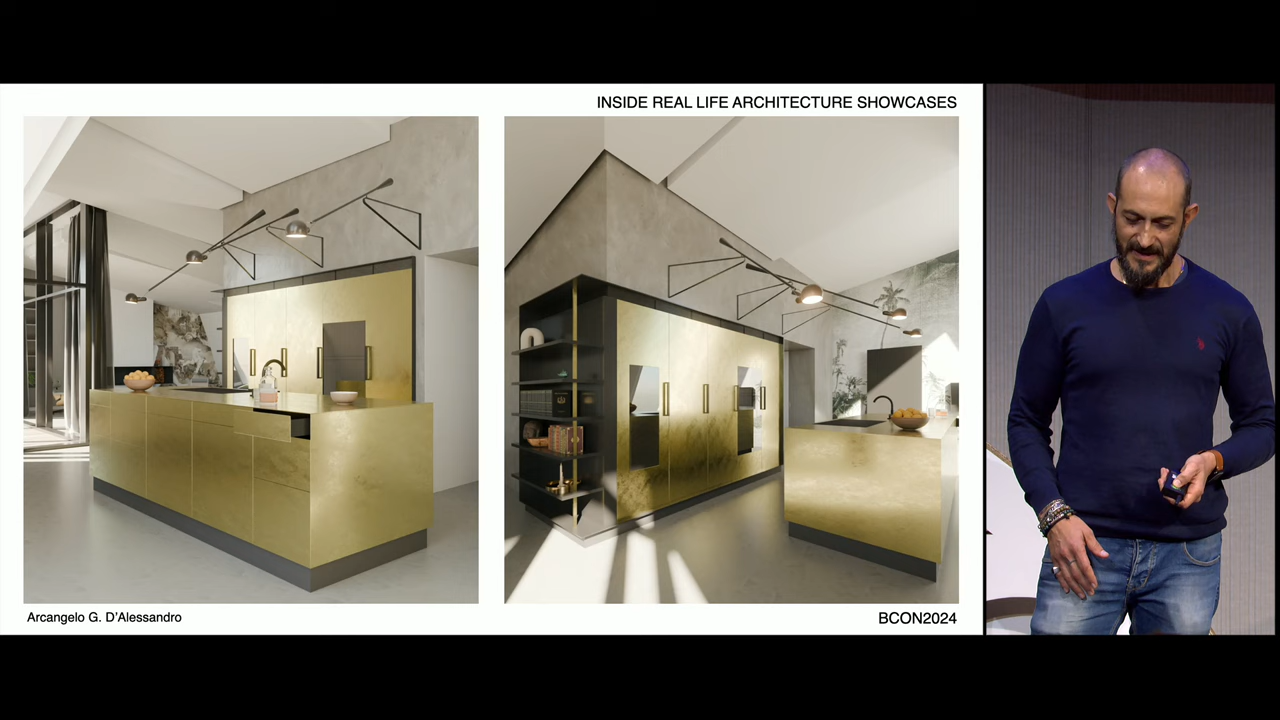 INSIDE REAL LIFE ARCHITECTURE SHOWCASES
Arcangelo G. D'Alessandro
BCON2024